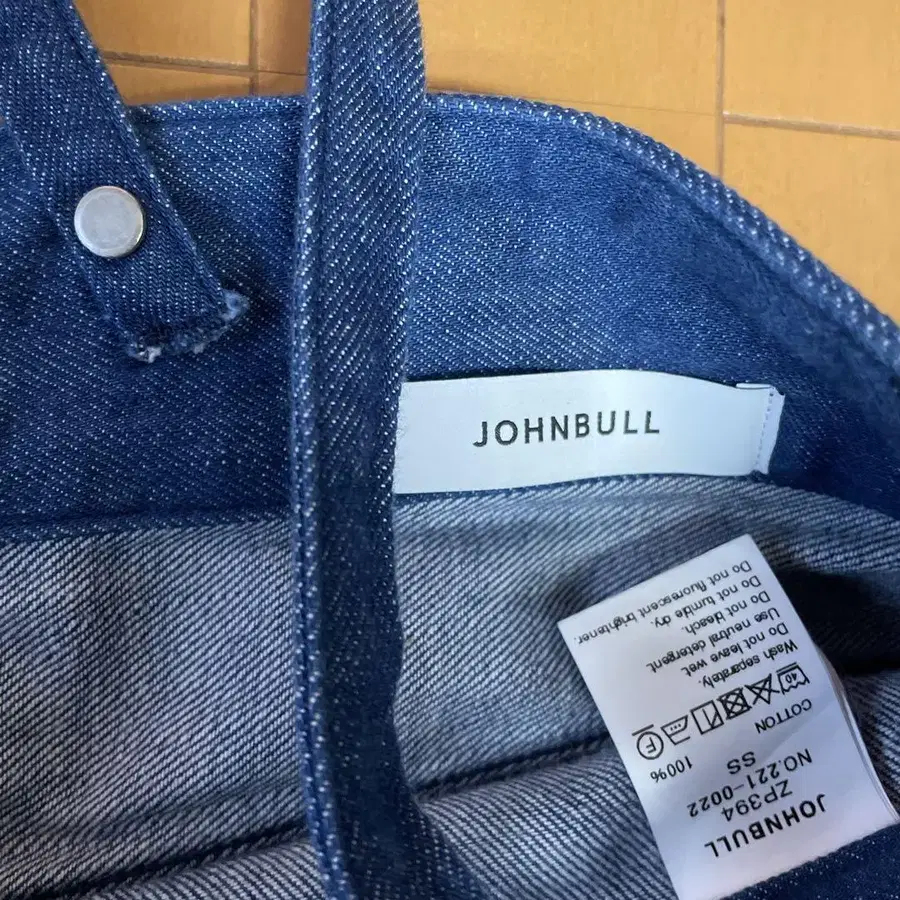 JOHNBULL
JOHNBULL
ZP394
NO.221-0022
SS
100% COTTON
40
F
Wash separately.
Do not leave wet.
Use neutral detergent.
Do not bleach.
Do not tumble dry.
Do not fluorescent brightener.